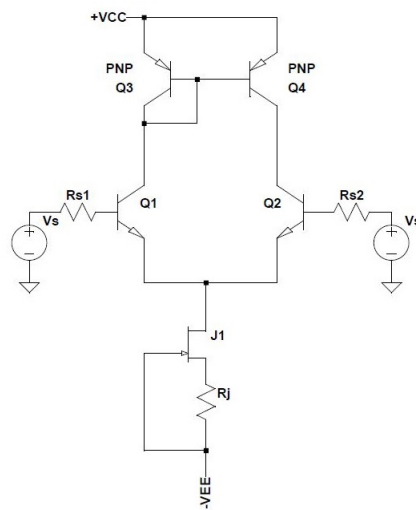 +VCC
PNP PNP
Q3 Q4
Rs1 Q1 Q2 Rs2
Vs Vs
J1
Rj
-VEE